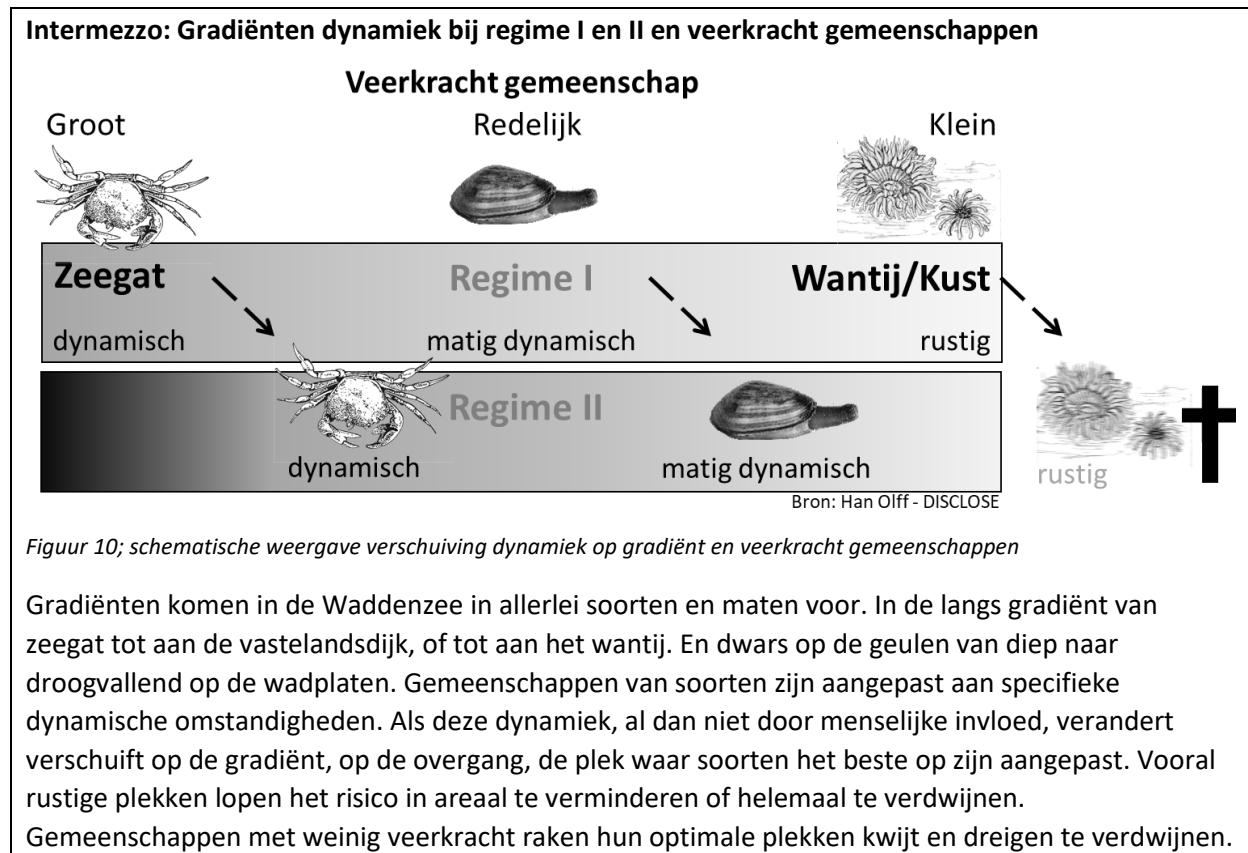 Intermezzo: Gradiënten dynamiek bij regime I en II en veerkracht gemeenschappen
Veerkracht gemeenschap
Groot Redelijk Klein
Zeegat Regime I Wantij/Kust
dynamisch matig dynamisch rustig
Regime II
dynamisch matig dynamisch rustig
Bron: Han Olff - DISCLOSE
Figuur 10; schematische weergave verschuiving dynamiek op gradiënt en veerkracht gemeenschappen
Gradiënten komen in de Waddenzee in allerlei soorten en maten voor. In de langs gradiënt van
zeegat tot aan de vastelandsdijk, of tot aan het wantij. En dwars op de geulen van diep naar
droogvallend op de wadplaten. Gemeenschappen van soorten zijn aangepast aan specifieke
dynamische omstandigheden. Als deze dynamiek, al dan niet door menselijke invloed, verandert
verschuift op de gradiënt, op de overgang, de plek waar soorten het beste op zijn aangepast. Vooral
rustige plekken lopen het risico in areaal te verminderen of helemaal te verdwijnen.
Gemeenschappen met weinig veerkracht raken hun optimale plekken kwijt en dreigen te verdwijnen.